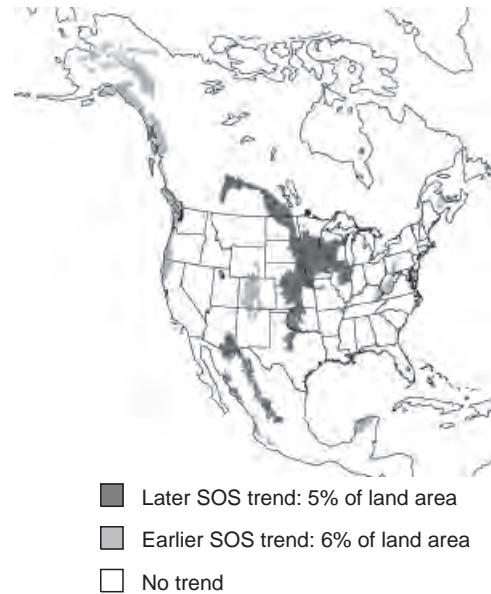 Later SOS trend: 5% of land area
Earlier SOS trend: 6% of land area
No trend